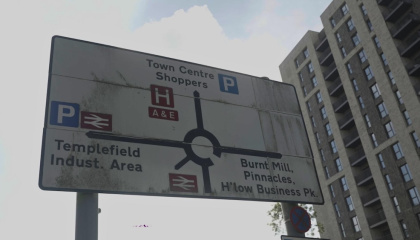 Town Centre
Shoppers P
H
A&E
P
Templefield
Indust. Area
Burnt Mill,
Pinnacles,
H'low Business Pk.